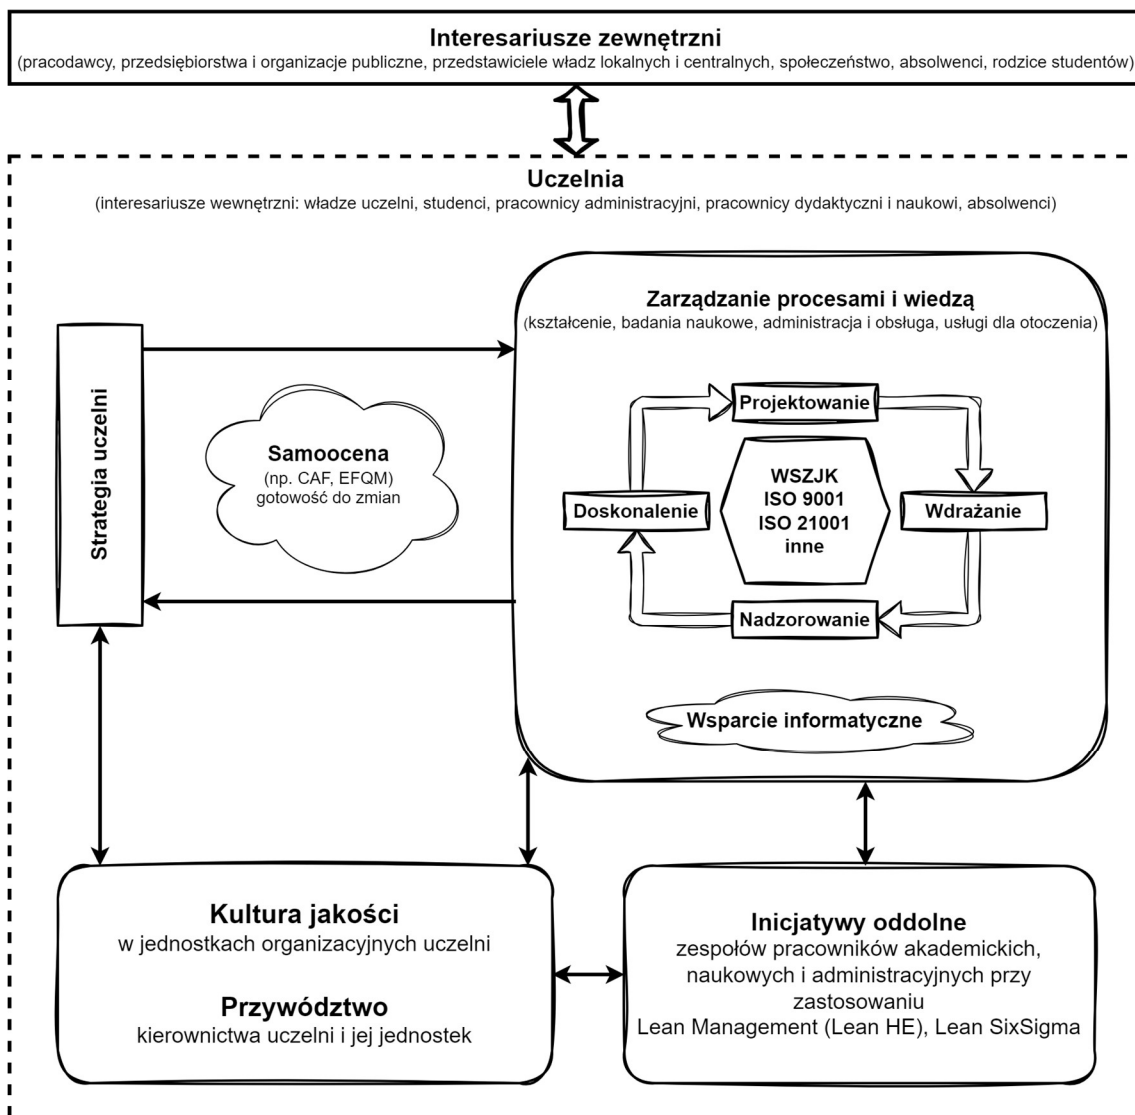 Interesariusze zewnętrzni
(pracodawcy, przedsiębiorstwa i organizacje publiczne, przedstawiciele władz lokalnych i centralnych, społeczeństwo, absolwenci, rodzice studentów)
Uczelnia
(interesariusze wewnętrzni: władze uczelni, studenci, pracownicy administracyjni, pracownicy dydaktyczni i naukowi, absolwenci)
Strategia uczelni
Samoocena
(np. CAF, EFQM)
gotowość do zmian
Zarządzanie procesami i wiedzą
(kształcenie, badania naukowe, administracja i obsługa, usługi dla otoczenia)
Projektowanie
Doskonalenie
WSZJK
ISO 9001
ISO 21001
inne
Wdrażanie
Nadzorowanie
Wsparcie informatyczne
Kultura jakości
w jednostkach organizacyjnych uczelni
Przywództwo
kierownictwa uczelni i jej jednostek
Inicjatywy oddolne
zespołów pracowników akademickich,
naukowych i administracyjnych przy
zastosowaniu
Lean Management (Lean HE), Lean SixSigma